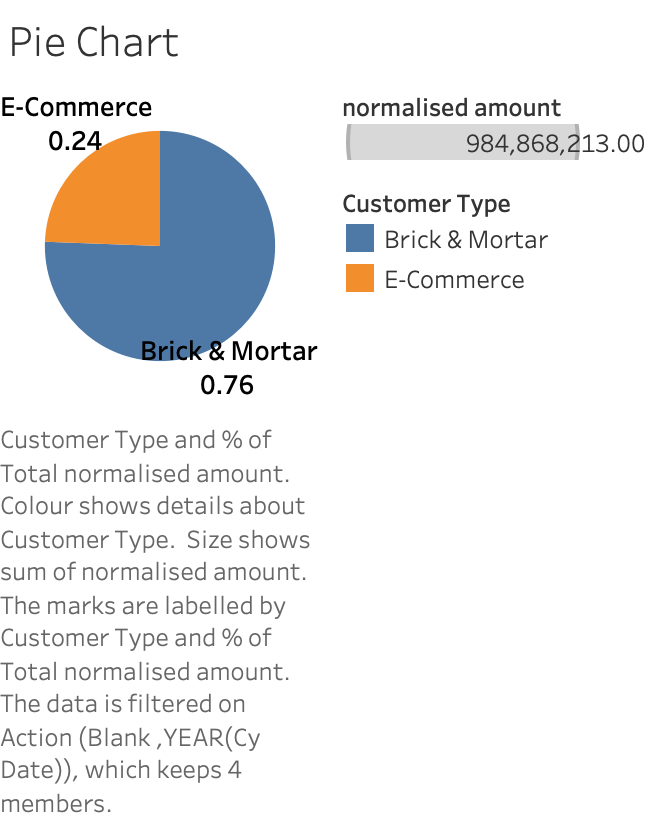 Pie Chart
E-Commerce
0.24
Brick & Mortar
0.76
normalised amount
984,868,213.00
Customer Type
Brick & Mortar
E-Commerce
Customer Type and % of
Total normalised amount.
Colour shows details about
Customer Type.  Size shows
sum of normalised amount.
The marks are labelled by
Customer Type and % of
Total normalised amount.
The data is filtered on
Action (Blank ,YEAR(Cy
Date)), which keeps 4
members.